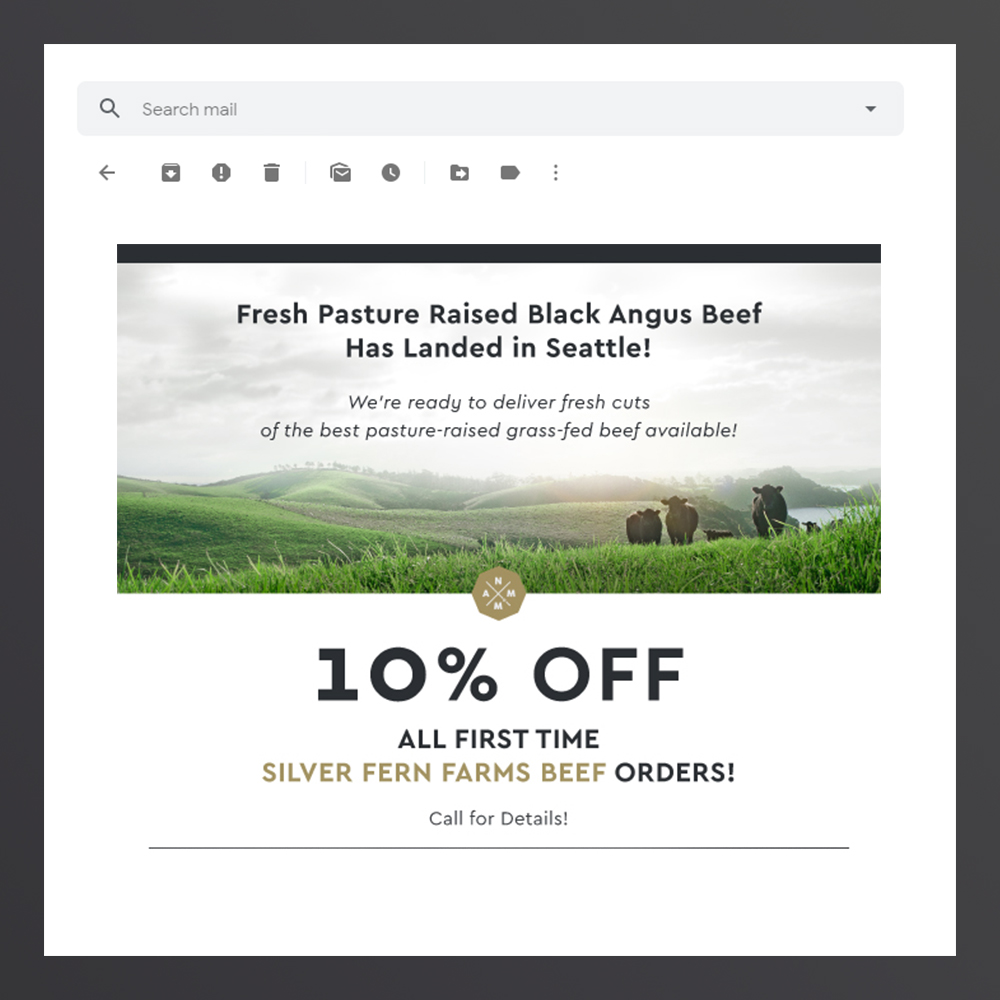 Search mail
Fresh Pasture Raised Black Angus Beef
Has Landed in Seattle!
We're ready to deliver fresh cuts
of the best pasture-raised grass-fed beef available!
N
A M
M
10% OFF
ALL FIRST TIME
SILVER FERN FARMS BEEF ORDERS!
Call for Details!